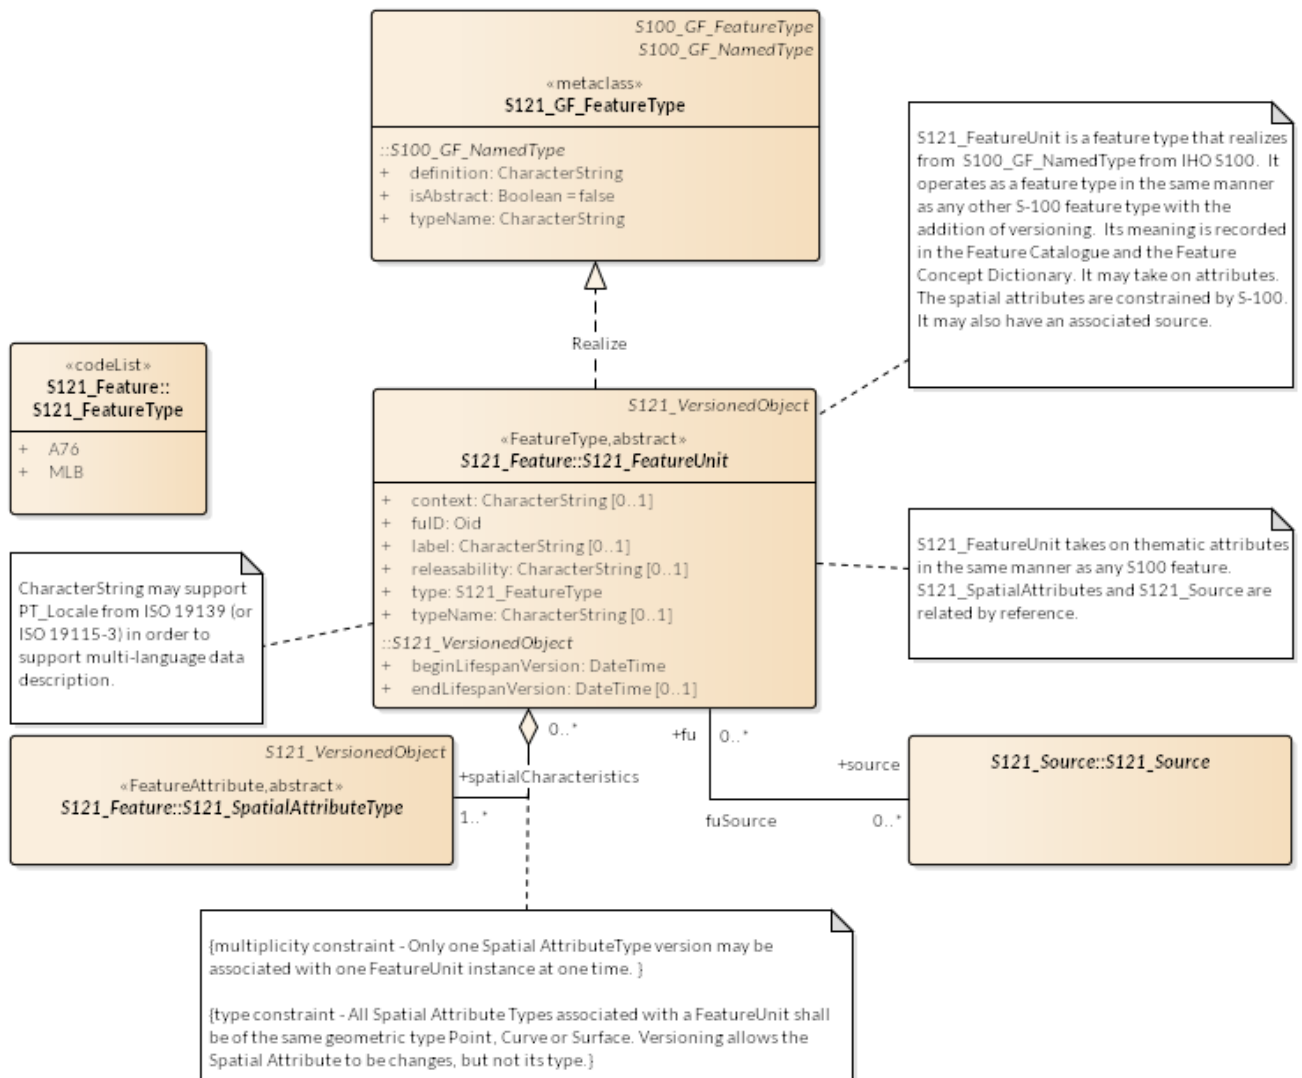 S100_GF_FeatureType
S100_GF_NamedType
«metaclass»
S121_GF_FeatureType
::S100_GF_NamedType
+ definition: CharacterString
+ isAbstract: Boolean = false
+ typeName: CharacterString
S121_FeatureUnit is a feature type that realizes
from S100_GF_NamedType from IHO S100. It
operates as a feature type in the same manner
as any other S-100 feature type with the
addition of versioning. Its meaning is recorded
in the Feature Catalogue and the Feature
Concept Dictionary. It may take on attributes.
The spatial attributes are constrained by S-100.
It may also have an associated source.
Realize
«codeList»
S121_Feature::
S121_FeatureType
+ A76
+ MLB
S121_VersionedObject
«FeatureType,abstract»
S121_Feature::S121_FeatureUnit
+ context: CharacterString [0..1]
+ fuID: Oid
+ label: CharacterString [0..1]
+ releasability: CharacterString [0..1]
+ type: S121_FeatureType
+ typeName: CharacterString [0..1]
::S121_VersionedObject
+ beginLifespanVersion: DateTime
+ endLifespanVersion: DateTime [0..1]
S121_FeatureUnit takes on thematic attributes
in the same manner as any S100 feature.
S121_SpatialAttributes and S121_Source are
related by reference.
CharacterString may support
PT_Locale from ISO 19139 (or
ISO 19115-3) in order to
support multi-language data
description.
0..*
+fu
0..*
S121_VersionedObject
«FeatureAttribute,abstract»
S121_Feature::S121_SpatialAttributeType
+spatialCharacteristics
1..*
+source
fuSource
0..*
S121_Source::S121_Source
{multiplicity constraint - Only one Spatial AttributeType version may be
associated with one FeatureUnit instance at one time. }
{type constraint - All Spatial Attribute Types associated with a FeatureUnit shall
be of the same geometric type Point, Curve or Surface. Versioning allows the
Spatial Attribute to be changes, but not its type.}